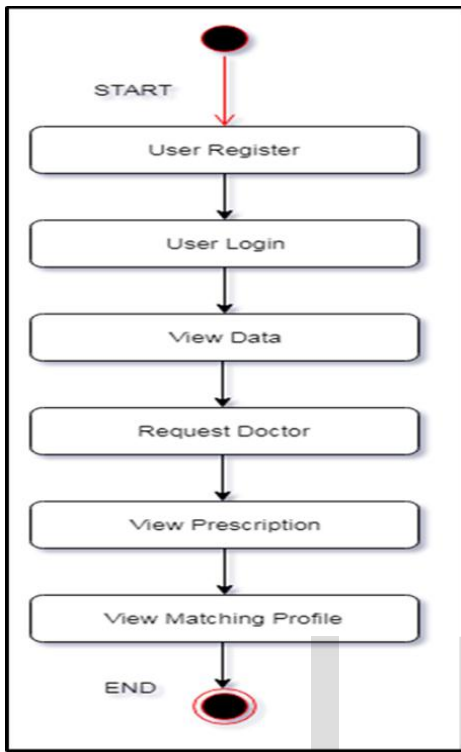 START
User Register
User Login
View Data
Request Doctor
View Prescription
View Matching Profile
END